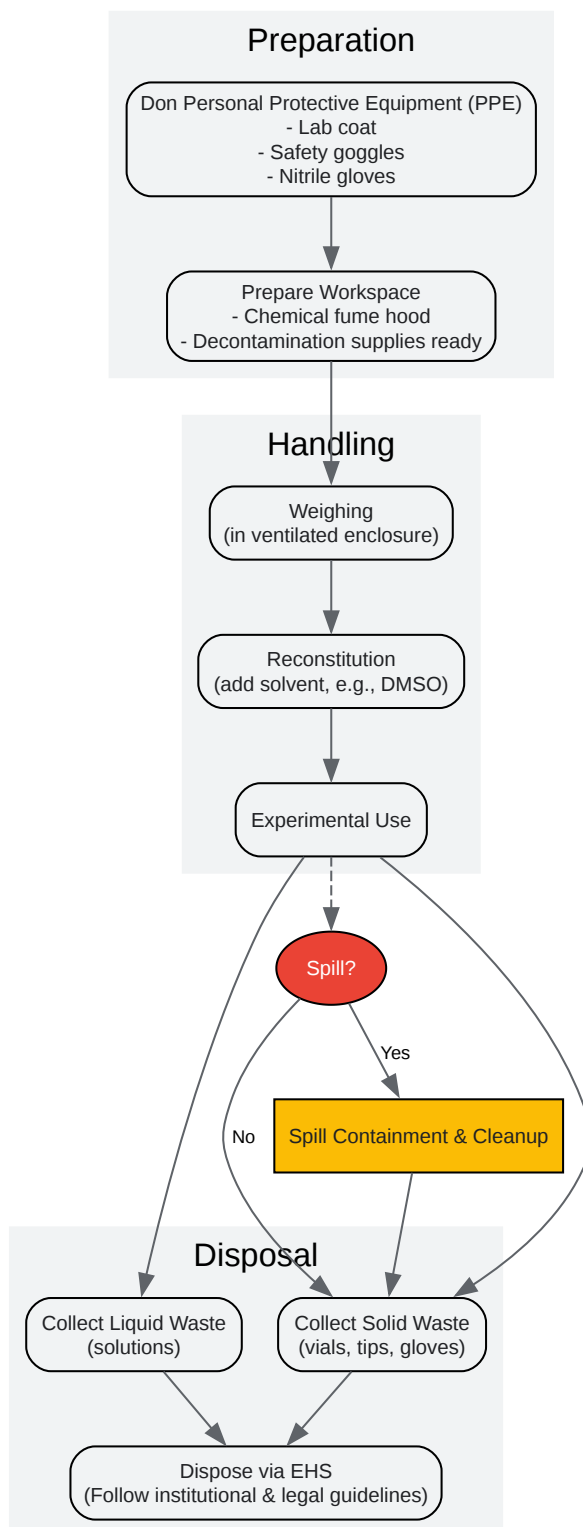 Preparation
Don Personal Protective Equipment (PPE)
- Lab coat
- Safety goggles
- Nitrile gloves
Prepare Workspace
- Chemical fume hood
- Decontamination supplies ready
Handling
Weighing
(in ventilated enclosure)
Reconstitution
(add solvent, e.g., DMSO)
Experimental Use
Spill?
Yes
No
Spill Containment & Cleanup
Disposal
Collect Liquid Waste
(solutions)
Collect Solid Waste
(vials, tips, gloves)
Dispose via EHS
(Follow institutional & legal guidelines)